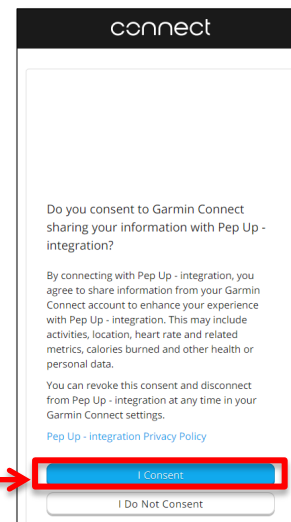 connect
Do you consent to Garmin Connect
sharing your information with Pep Up -
integration?
By connecting with Pep Up - integration, you
agree to share information from your Garmin
Connect account to enhance your experience
with Pep Up - integration. This may include
activities, location, heart rate and related
metrics, calories burned and other health or
personal data.
You can revoke this consent and disconnect
from Pep Up - integration at any time in your
Garmin Connect settings.
Pep Up - integration Privacy Policy
I Consent
I Do Not Consent